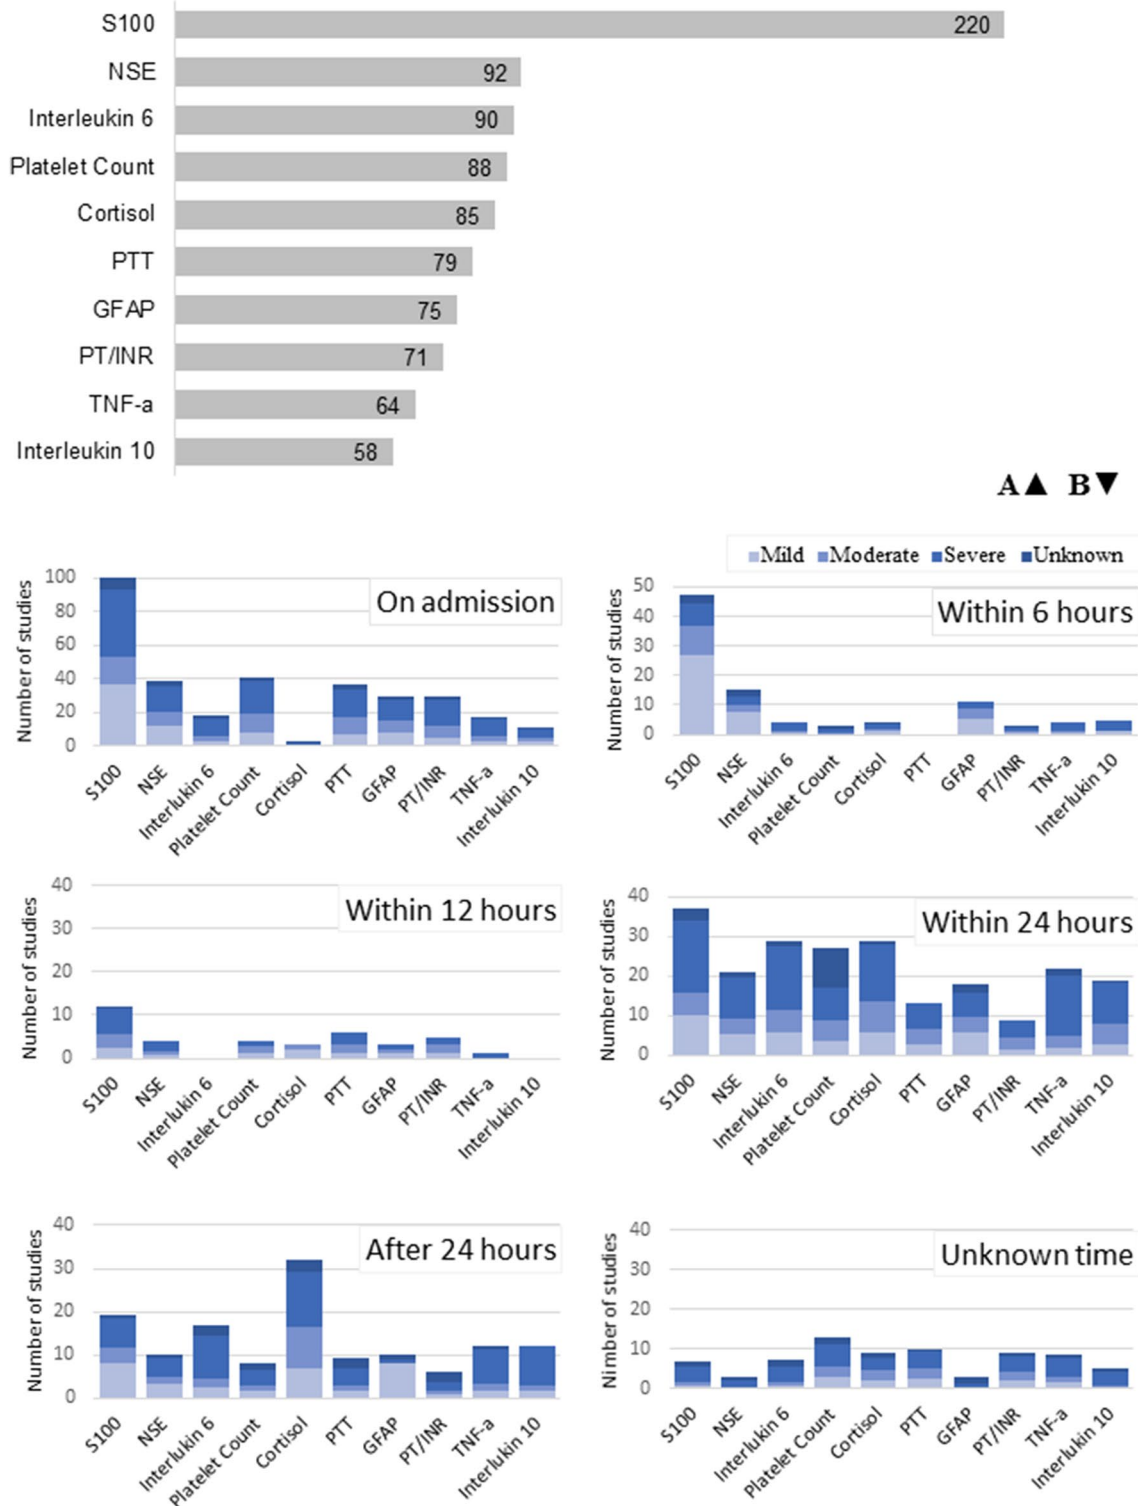 S100 220
NSE 92
Interleukin 6 90
Platelet Count 88
Cortisol 85
PTT 79
GFAP 75
PT/INR 71
TNF-a 64
Interleukin 10 58
A▲ B▼
Mild Moderate Severe Unknown
On admission
Number of studies
100
80
60
40
20
0
S100 NSE Interlukin 6 Platelet Count Cortisol PTT GFAP PT/INR TNF-a Interlukin 10
Within 6 hours
Number of studies
50
40
30
20
10
0
S100 NSE Interlukin 6 Platelet Count Cortisol PTT GFAP PT/INR TNF-a Interlukin 10
Within 12 hours
Number of studies
40
30
20
10
0
S100 NSE Interlukin 6 Platelet Count Cortisol PTT GFAP PT/INR TNF-a Interlukin 10
Within 24 hours
Number of studies
40
30
20
10
0
S100 NSE Interlukin 6 Platelet Count Cortisol PTT GFAP PT/INR TNF-a Interlukin 10
After 24 hours
Number of studies
40
30
20
10
0
S100 NSE Interlukin 6 Platelet Count Cortisol PTT GFAP PT/INR TNF-a Interlukin 10
Unknown time
Nimber of studies
40
30
20
10
0
S100 NSE Interlukin 6 Platelet Count Cortisol PTT GFAP PT/INR TNF-a Interlukin 10